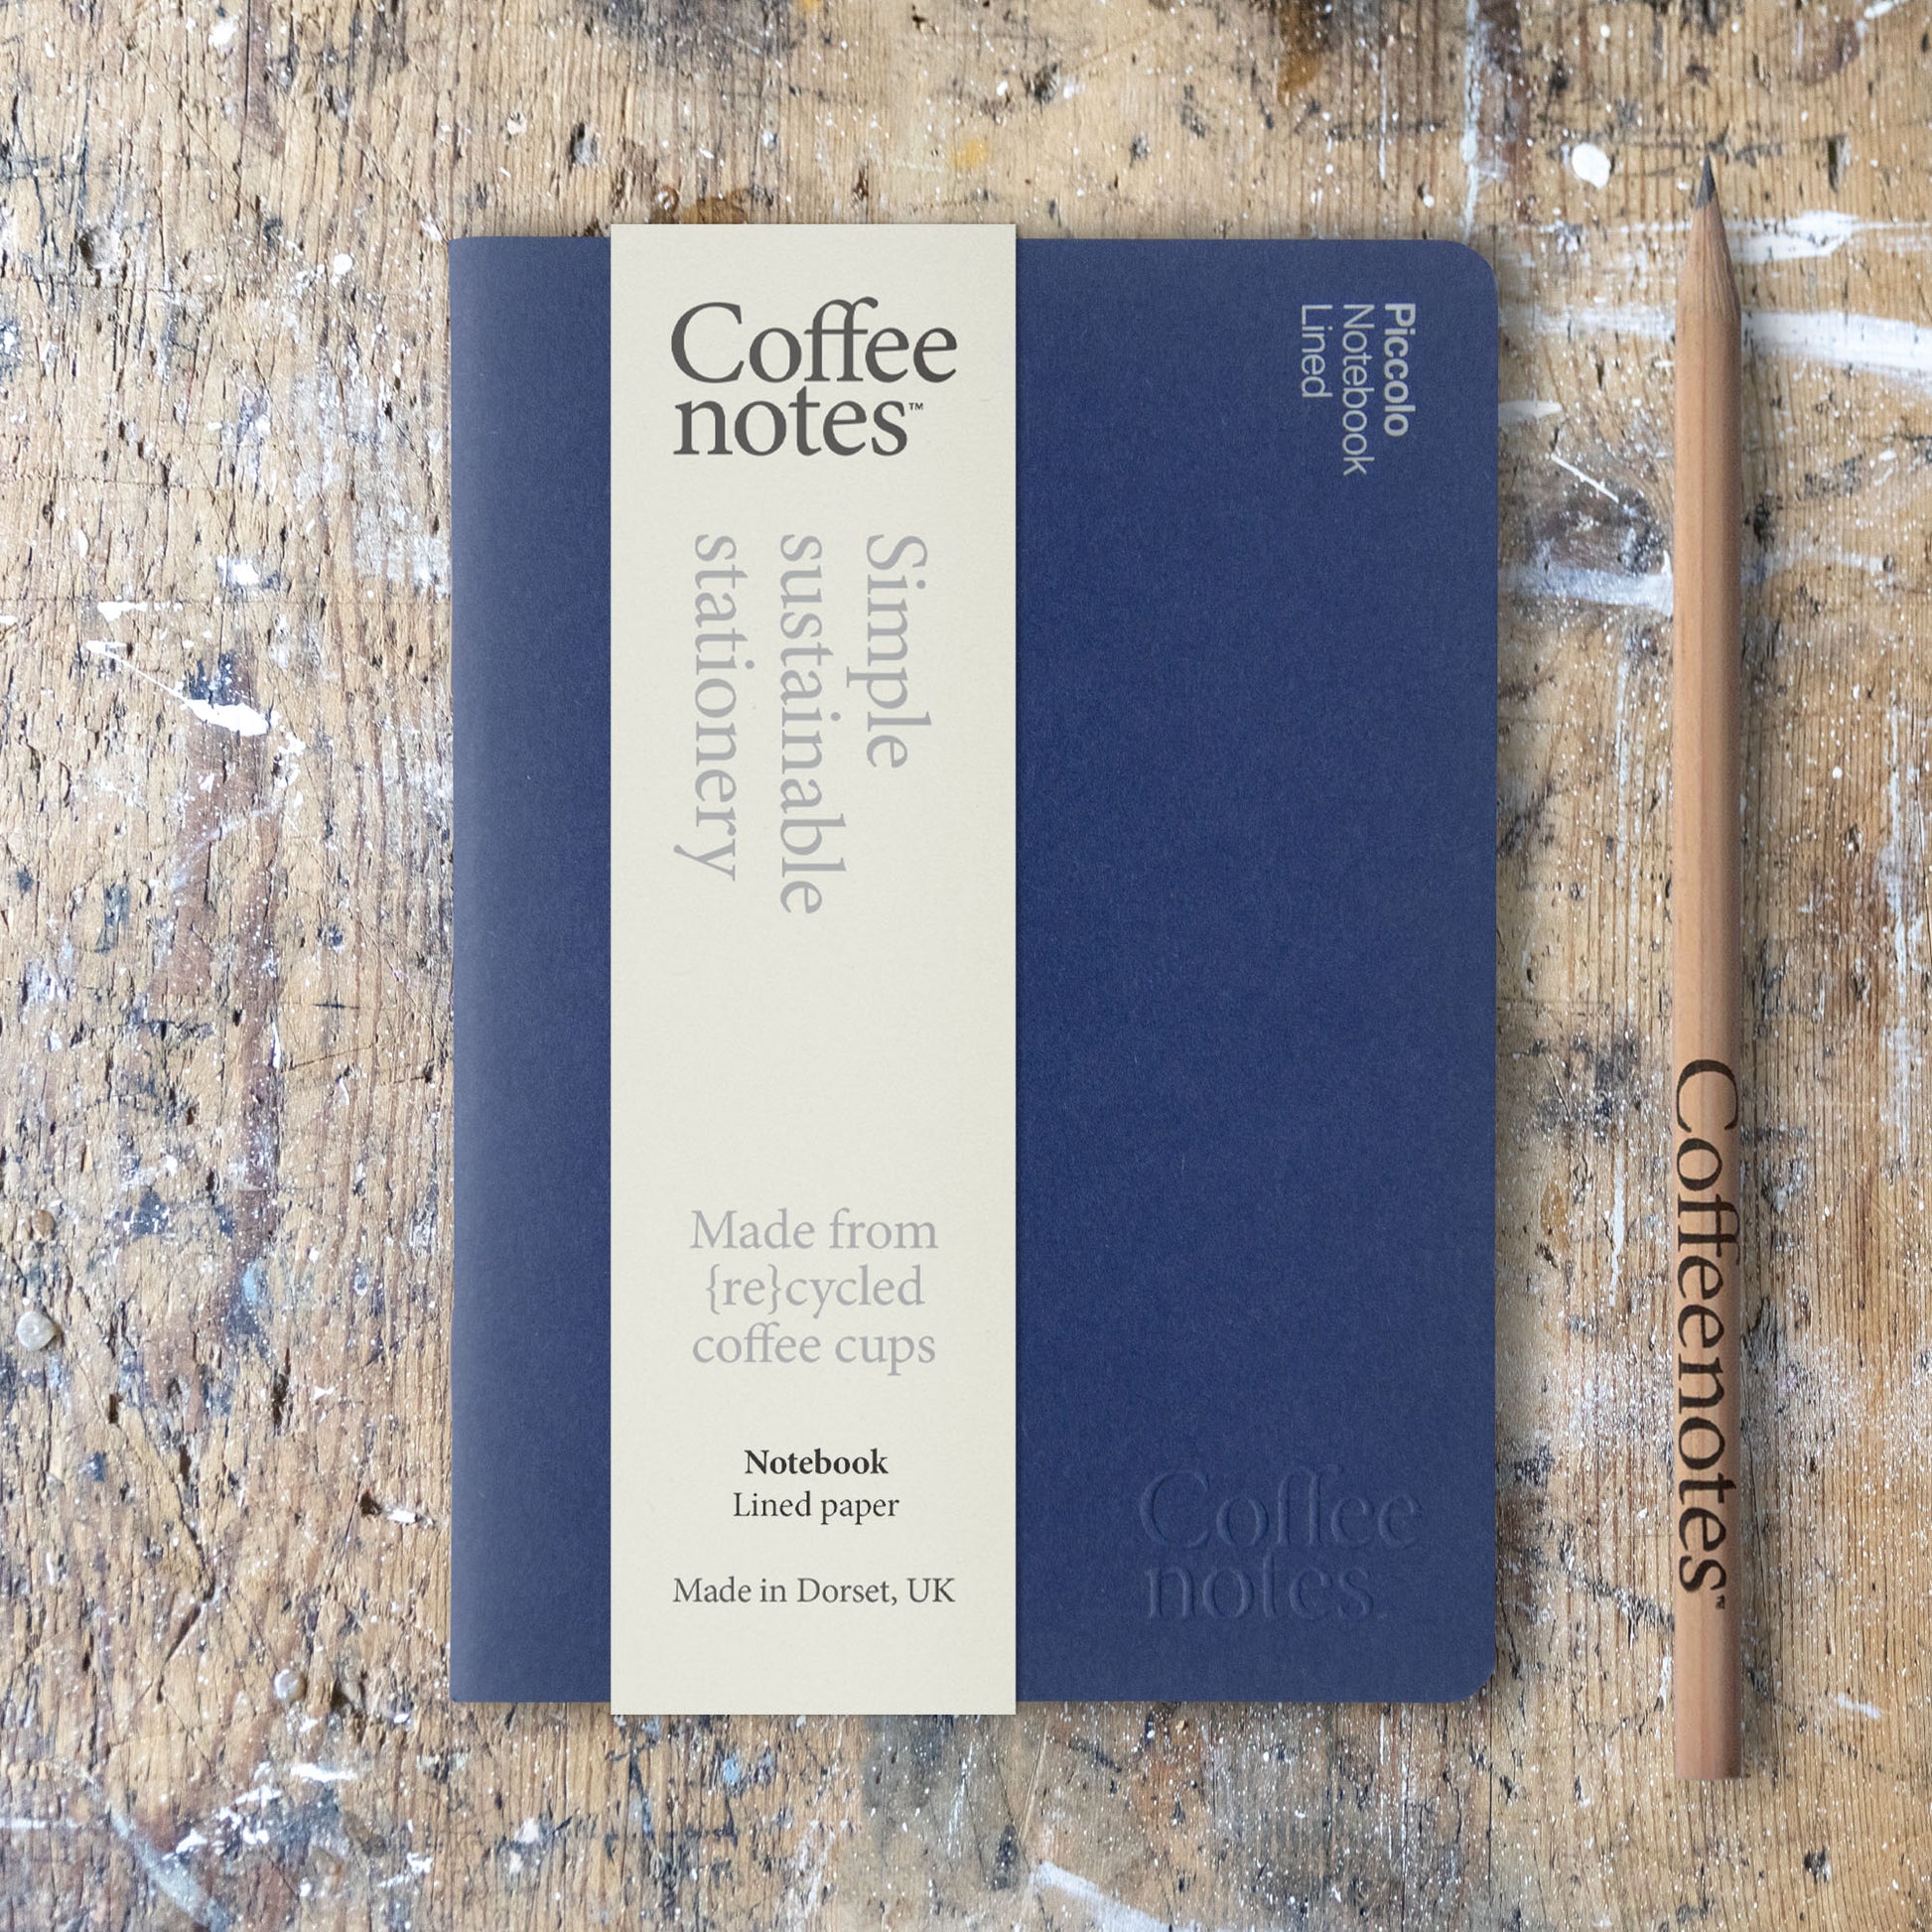 Coffee
notes™
Simple
sustainable
stationery
Made from
{re}cycled
coffee cups
Notebook
Lined paper
Made in Dorset, UK
Piccolo
Notebook
Lined
Coffee
notes
Coffeenotes™